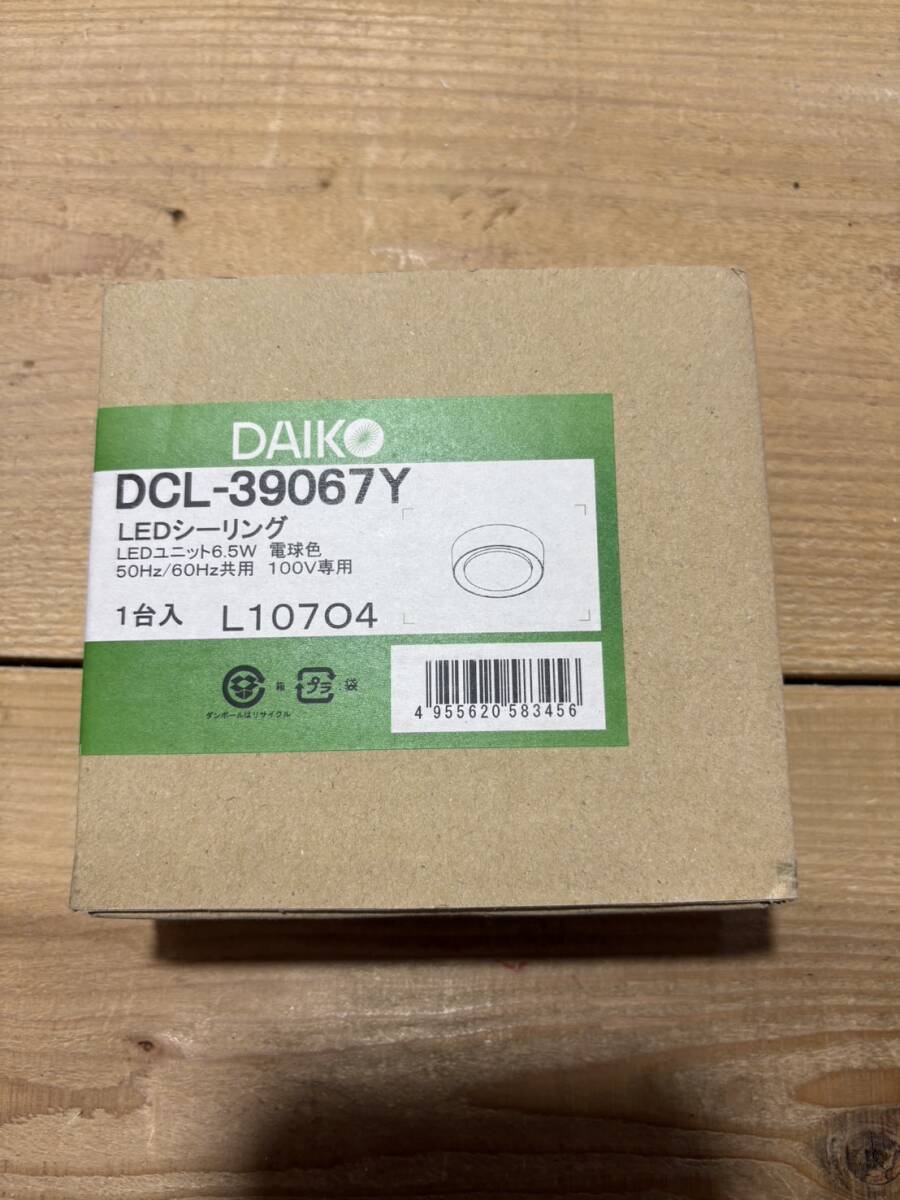 DAIKO
DCL-39067Y
LEDシーリング
LEDユニット6.5W 電球色
50Hz/60Hz共用 100V専用
1台入 L10704
箱 プラ 袋
ダンボールはリサイクル
4 955620 583456